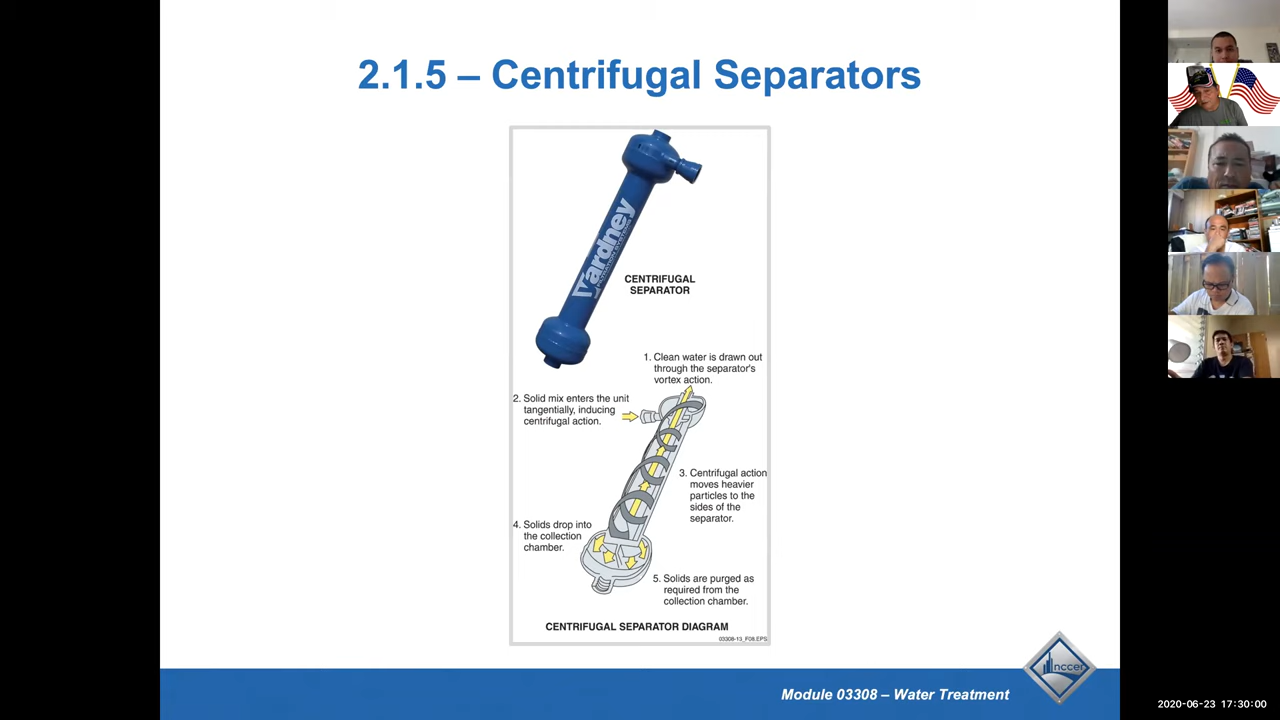 2.1.5 – Centrifugal Separators
Yardney
FILTRATION SYSTEMS
CENTRIFUGAL
SEPARATOR
1. Clean water is drawn out
through the separator's
vortex action.
2. Solid mix enters the unit
tangentially, inducing
centrifugal action.
3. Centrifugal action
moves heavier
particles to the
sides of the
separator.
4. Solids drop into
the collection
chamber.
5. Solids are purged as
required from the
collection chamber.
CENTRIFUGAL SEPARATOR DIAGRAM
03308-13_F08.EPS
nccer
Module 03308 – Water Treatment
2020-06-23 17:30:00